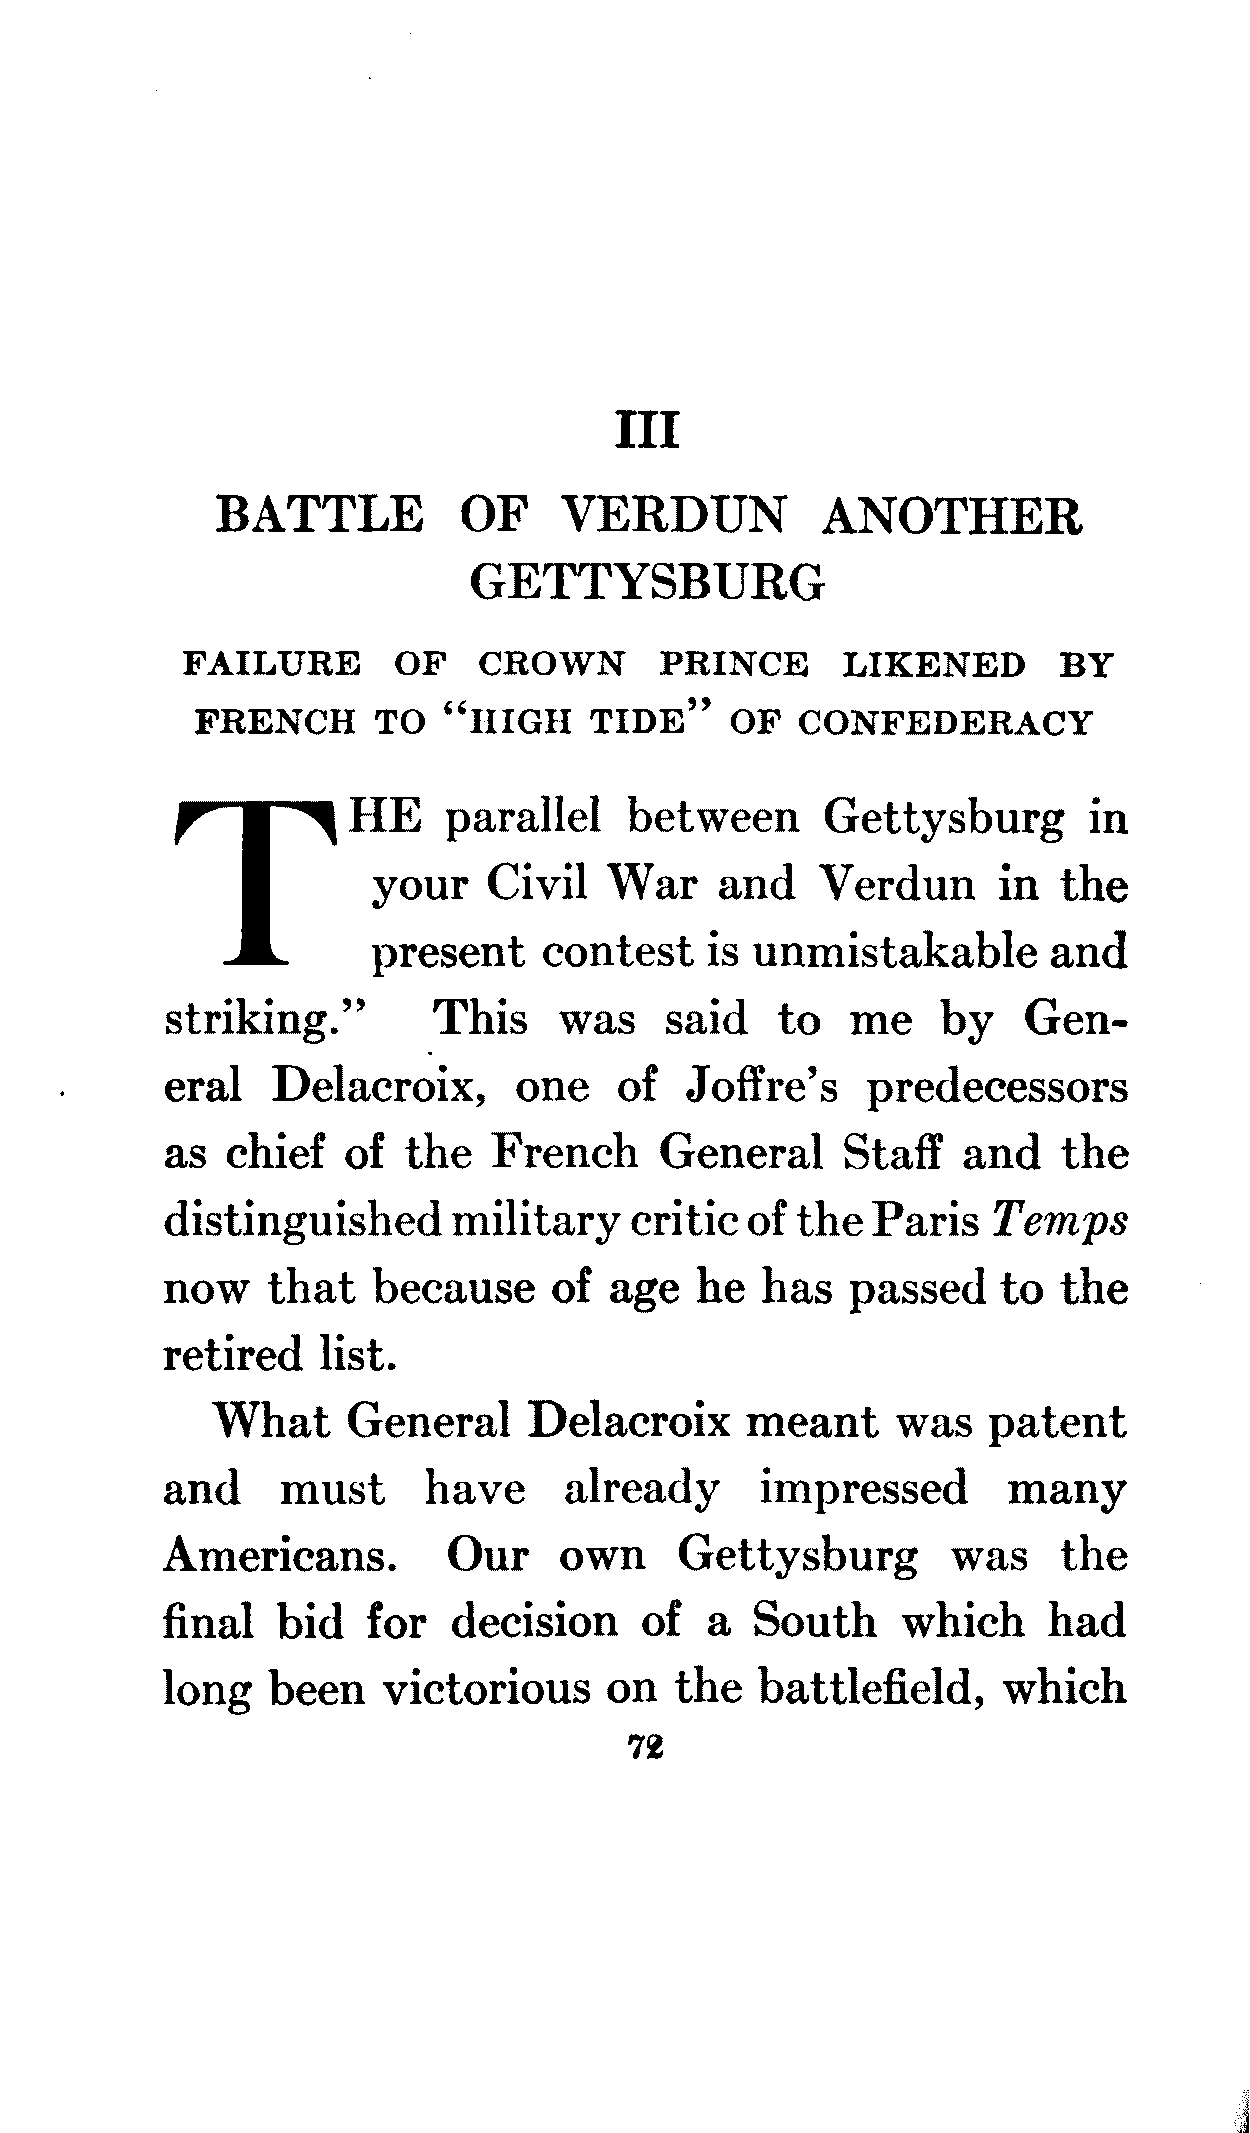 III
BATTLE OF VERDUN ANOTHER
GETTYSBURG
FAILURE OF CROWN PRINCE LIKENED BY
FRENCH TO "HIGH TIDE" OF CONFEDERACY
THE parallel between Gettysburg in
your Civil War and Verdun in the
present contest is unmistakable and
striking." This was said to me by Gen-
eral Delacroix, one of Joffre's predecessors
as chief of the French General Staff and the
distinguished military critic of the Paris Temps
now that because of age he has passed to the
retired list.
What General Delacroix meant was patent
and must have already impressed many
Americans. Our own Gettysburg was the
final bid for decision of a South which had
long been victorious on the battlefield, which
72